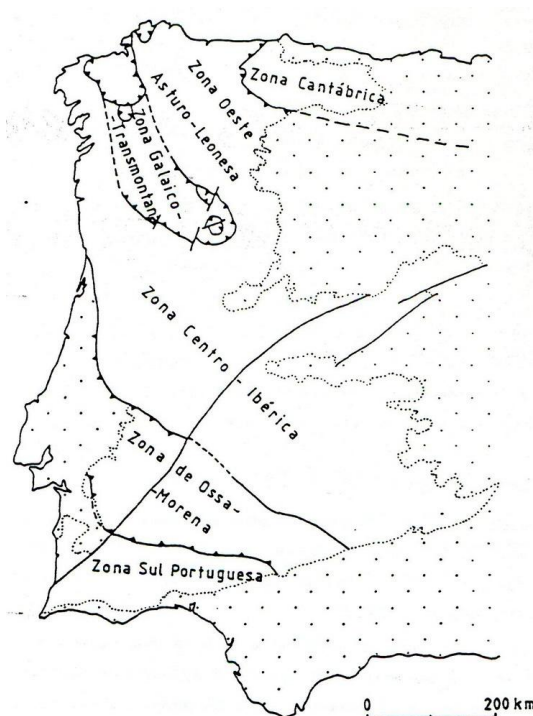 Zona Cantábrica
Zona Oeste
Asturo-Leonesa
Zona Galaico-
Transmontana
Zona Centro-Ibérica
Zona
de Ossa-
-Morena
Zona Sul Portuguesa
0 200 km